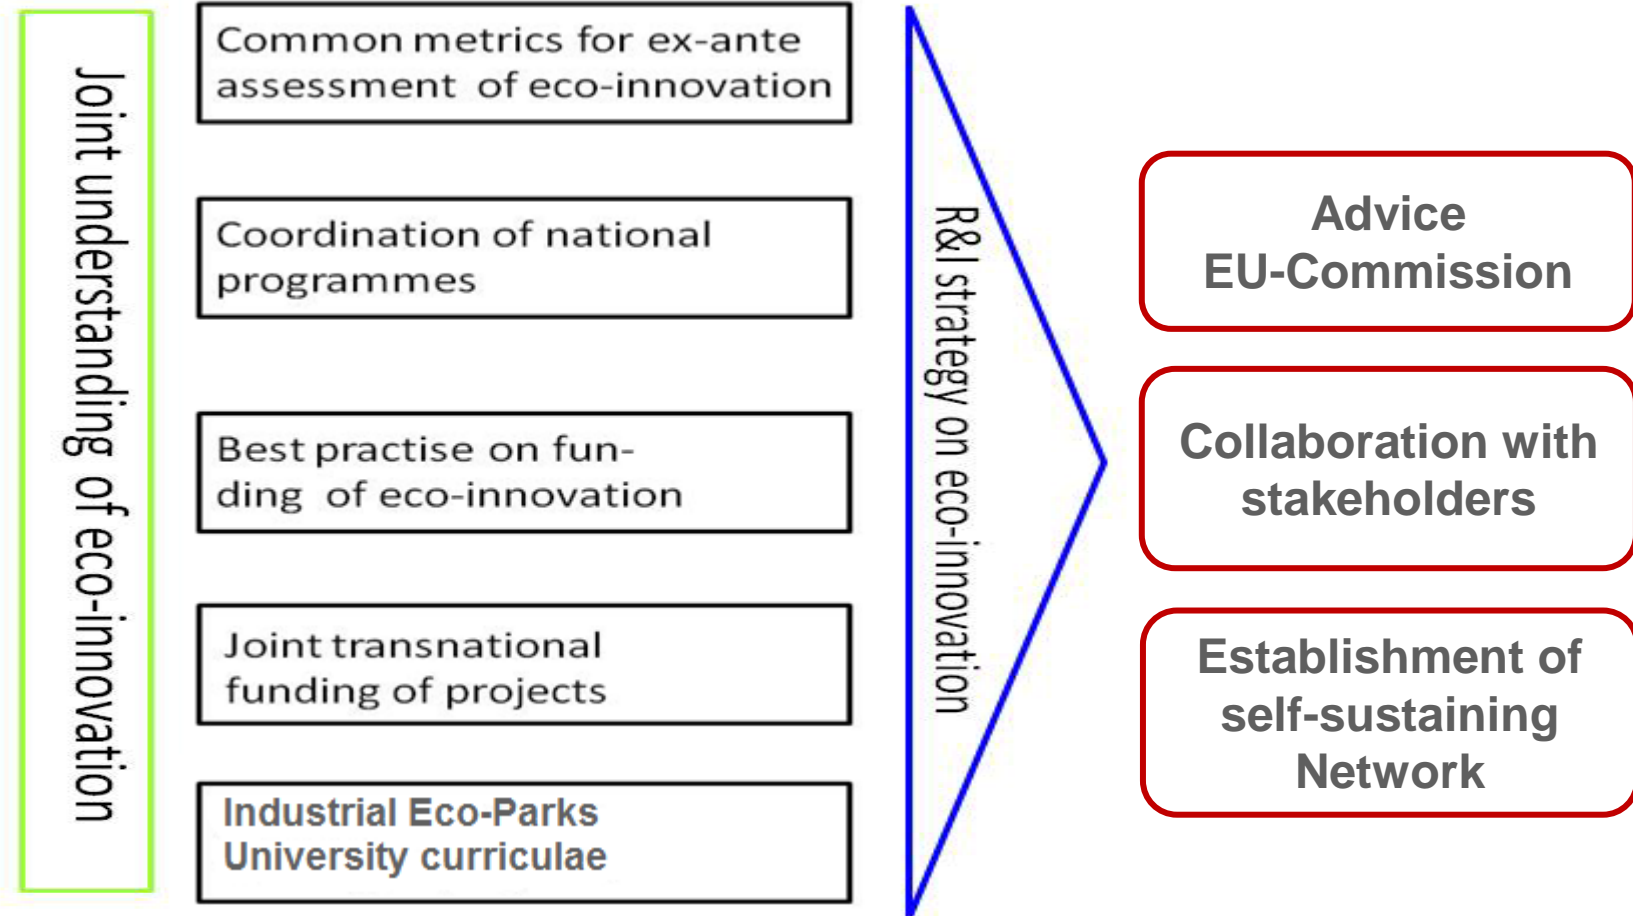 Joint understanding of eco-innovation
Common metrics for ex-ante
assessment of eco-innovation
Coordination of national
programmes
Best practise on fun-
ding of eco-innovation
Joint transnational
funding of projects
Industrial Eco-Parks
University curriculae
R&I strategy on eco-innovation
Advice
EU-Commission
Collaboration with
stakeholders
Establishment of
self-sustaining
Network